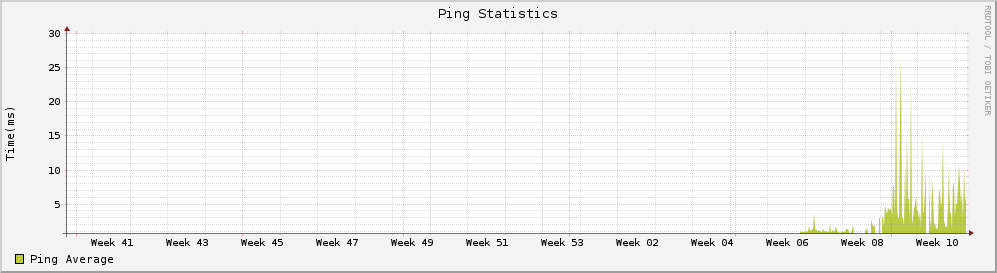 Ping Statistics
RRDTOOL / TOBI OETIKER
Time(ms)
30
25
20
15
10
5
Week 41 Week 43 Week 45 Week 47 Week 49 Week 51 Week 53 Week 02 Week 04 Week 06 Week 08 Week 10
Ping Average